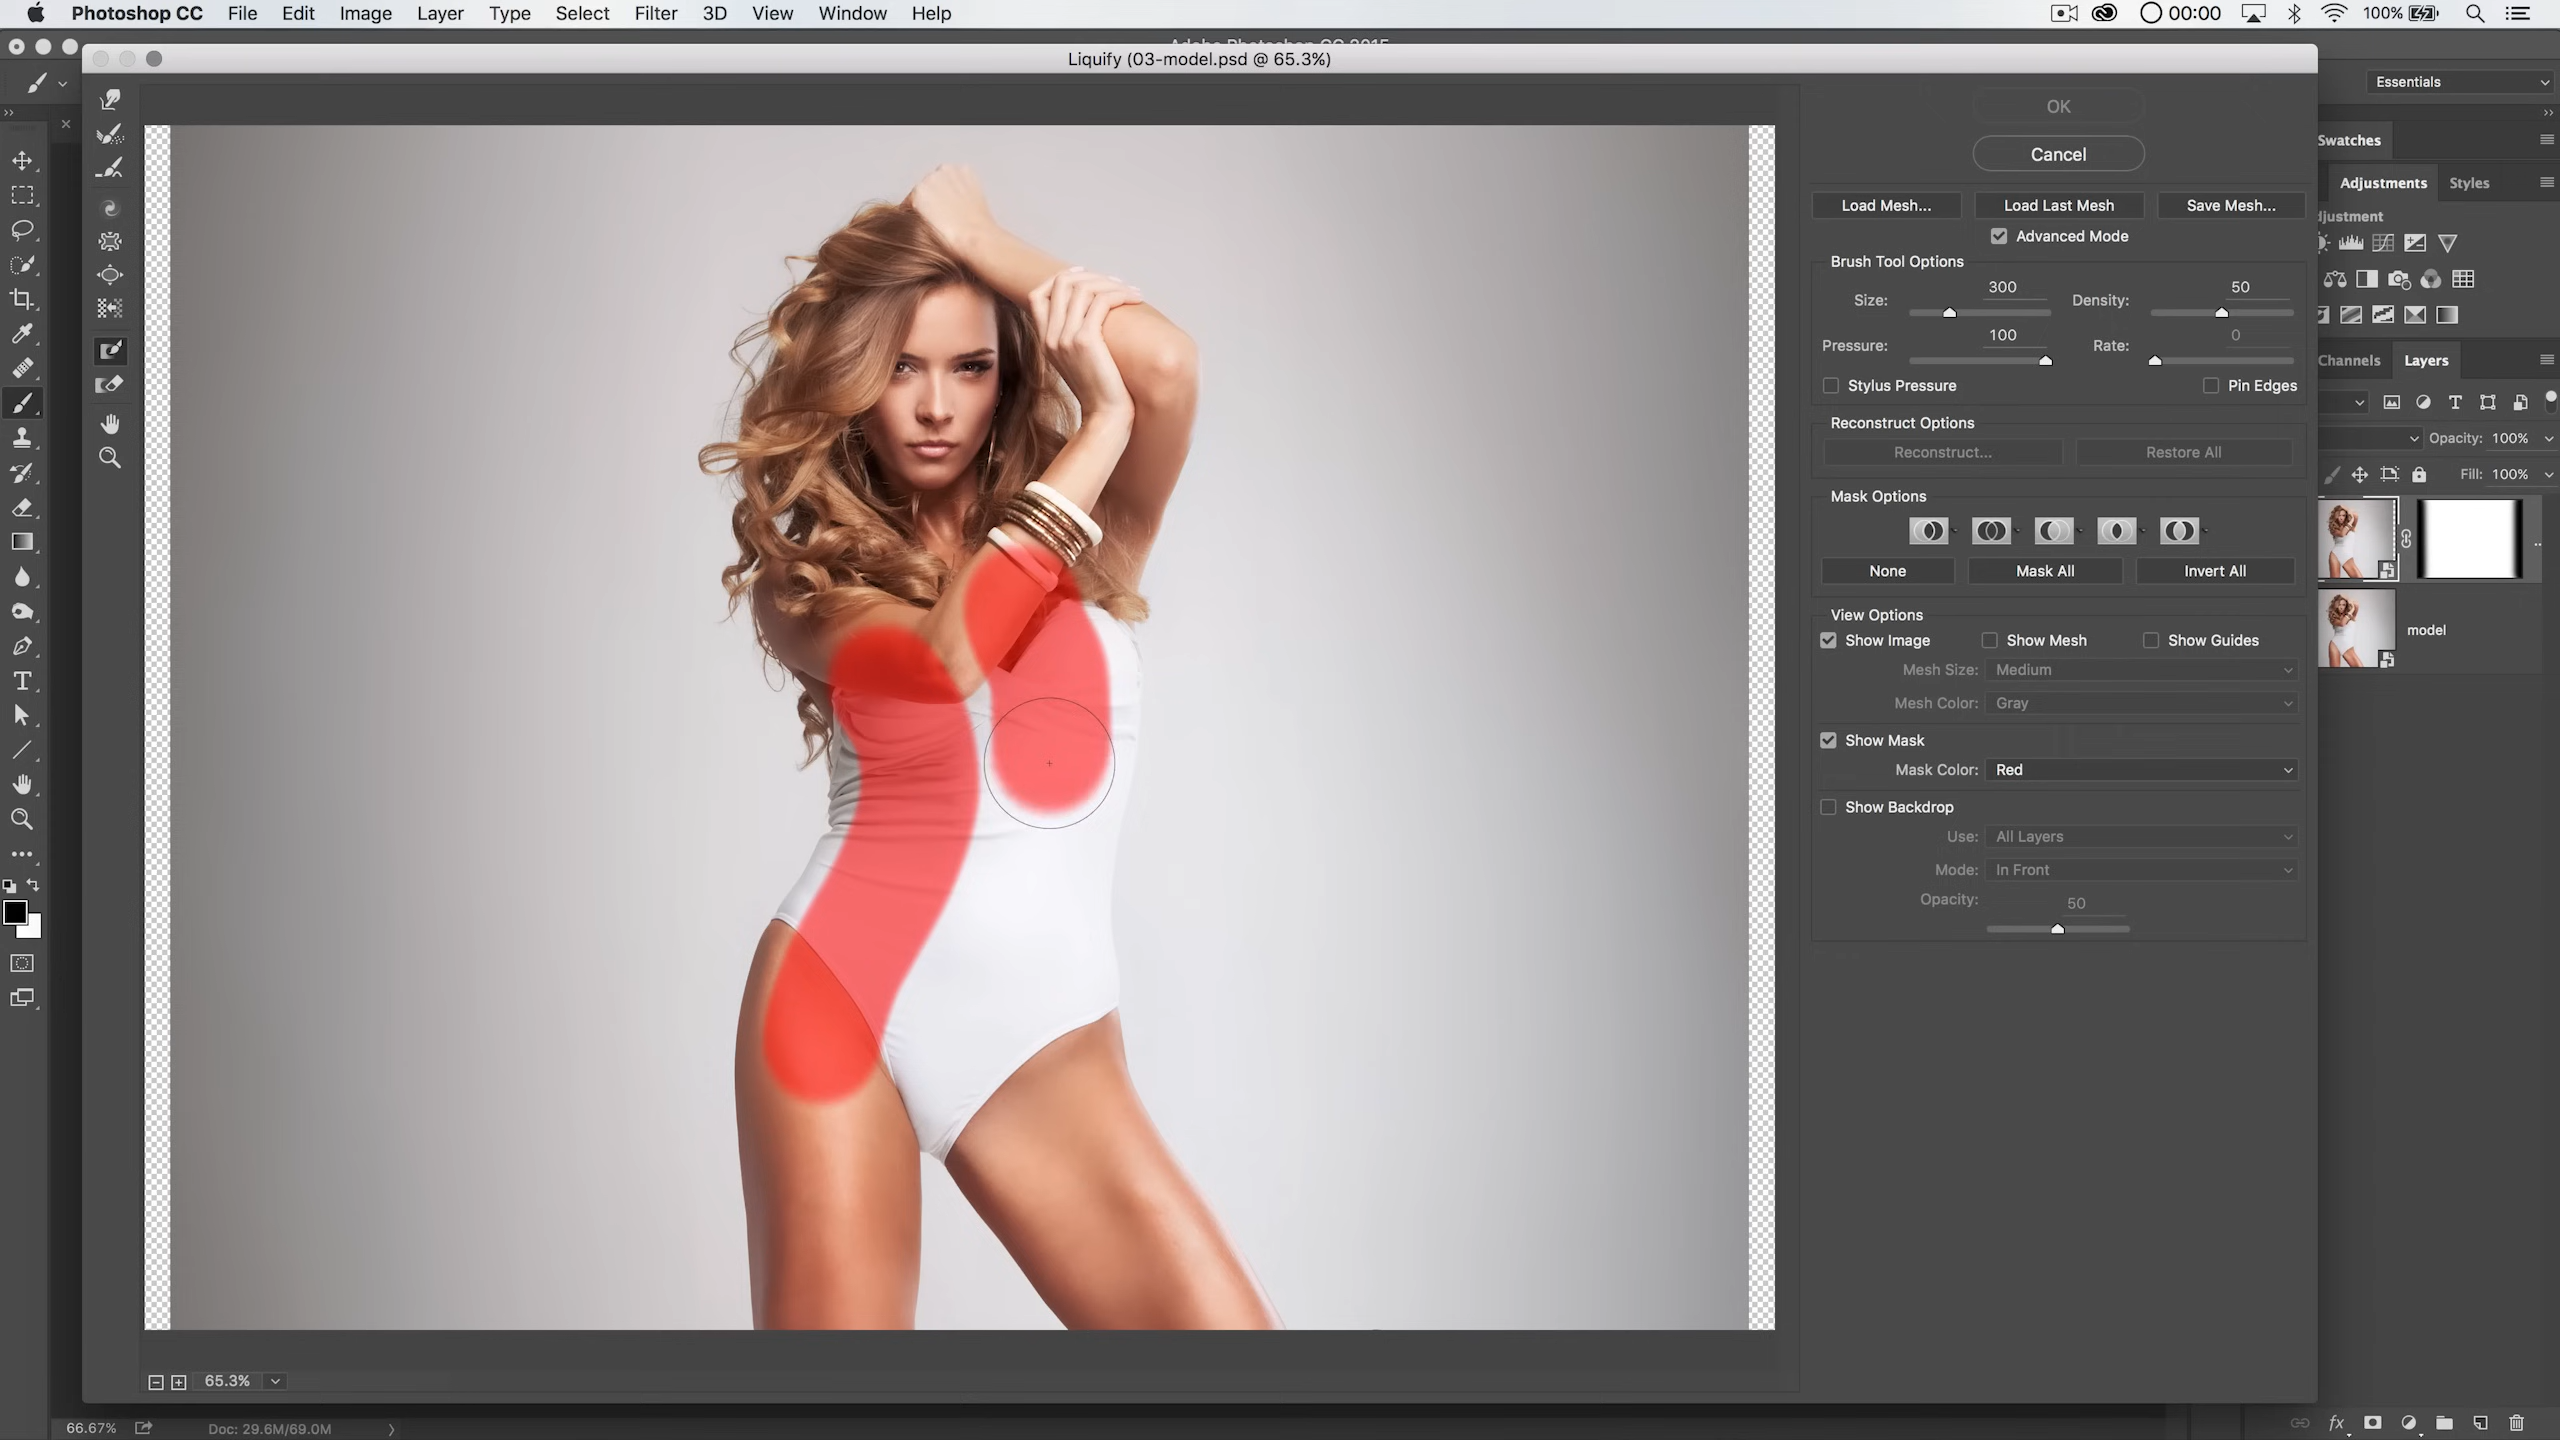 Photoshop CC File Edit Image Layer Type Select Filter 3D View Window Help 00:00 100%
Liquify (03-model.psd @ 65.3%)
Essentials
OK
Cancel
Load Mesh... Load Last Mesh Save Mesh...
Advanced Mode
Brush Tool Options
Size: 300 Density: 50
Pressure: 100 Rate: 0
Stylus Pressure Pin Edges
Reconstruct Options
Reconstruct... Restore All
Mask Options
None Mask All Invert All
View Options
Show Image Show Mesh Show Guides
Mesh Size: Medium
Mesh Color: Gray
Show Mask
Mask Color: Red
Show Backdrop
Use: All Layers
Mode: In Front
Opacity: 50
Swatches
Adjustments Styles
djustment
Channels Layers
Opacity: 100%
Fill: 100%
model
65.3%
66.67% Doc: 29.6M/69.0M
fx